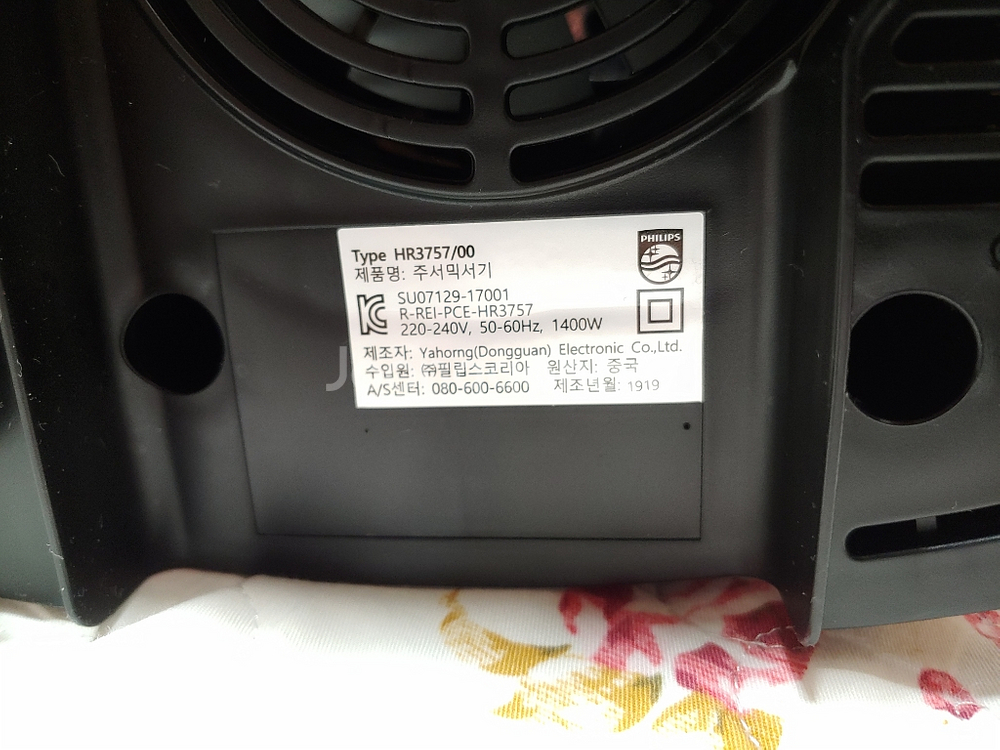 Type HR3757/00
제품명: 주서믹서기
PHILIPS
SU07129-17001
R-REI-PCE-HR3757
220-240V, 50-60Hz, 1400W
제조자: Yahorng(Dongguan) Electronic Co.,Ltd.
수입원: ㈜필립스코리아 원산지: 중국
A/S센터: 080-600-6600 제조년월: 1919